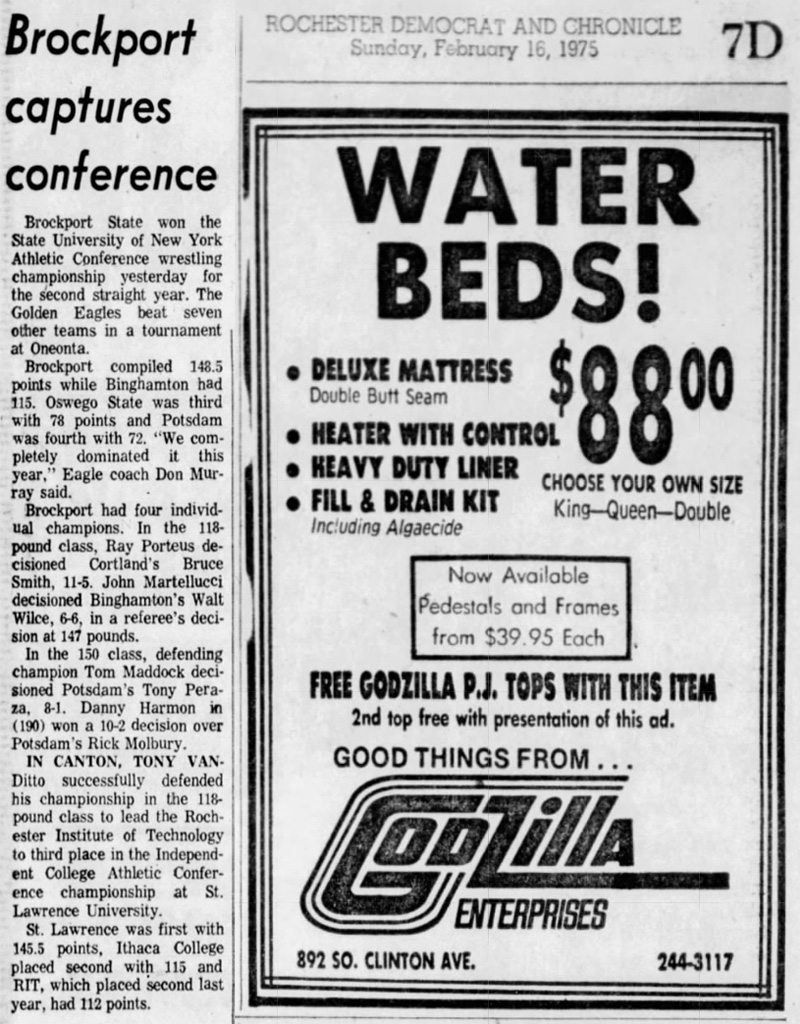 Brockport
captures
conference
Brockport State won the
State University of New York
Athletic Conference wrestling
championship yesterday for
the second straight year. The
Golden Eagles beat seven
other teams in a tournament
at Oneonta.
Brockport compiled 148.5
points while Binghamton had
115. Oswego State was third
with 78 points and Potsdam
was fourth with 72. “We com-
pletely dominated it this
year,” Eagle coach Don Mur-
ray said.
Brockport had four individ-
ual champions. In the 118-
pound class, Ray Porteus de-
cisioned Cortland's Bruce
Smith, 11-5. John Martellucci
decisioned Binghamton's Walt
Wilce, 6-6, in a referee's deci-
sion at 147 pounds.
In the 150 class, defending
champion Tom Maddock deci-
sioned Potsdam's Tony Pera-
za, 8-1. Danny Harmon in
(190) won a 10-2 decision over
Potsdam's Rick Molbury.
IN CANTON, TONY VAN-
Ditto successfully defended
his championship in the 118-
pound class to lead the Roch-
ester Institute of Technology
to third place in the Independ-
ent College Athletic Confer-
ence championship at St.
Lawrence University.
St. Lawrence was first with
145.5 points, Ithaca College
placed second with 115 and
RIT, which placed second last
year, had 112 points.
ROCHESTER DEMOCRAT AND CHRONICLE
Sunday, February 16, 1975
7D
WATER
BEDS!
• DELUXE MATTRESS
Double Butt Seam
• HEATER WITH CONTROL
• HEAVY DUTY LINER
• FILL & DRAIN KIT
Including Algaecide
$88.00
CHOOSE YOUR OWN SIZE
King—Queen—Double
Now Available
Pedestals and Frames
from $39.95 Each
FREE GODZILLA P.J. TOPS WITH THIS ITEM
2nd top free with presentation of this ad.
GOOD THINGS FROM . . .
GODZILLA
ENTERPRISES
892 SO. CLINTON AVE.
244-3117